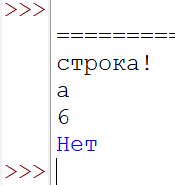 >>>
=========
строка!
а
6
Нет
>>>